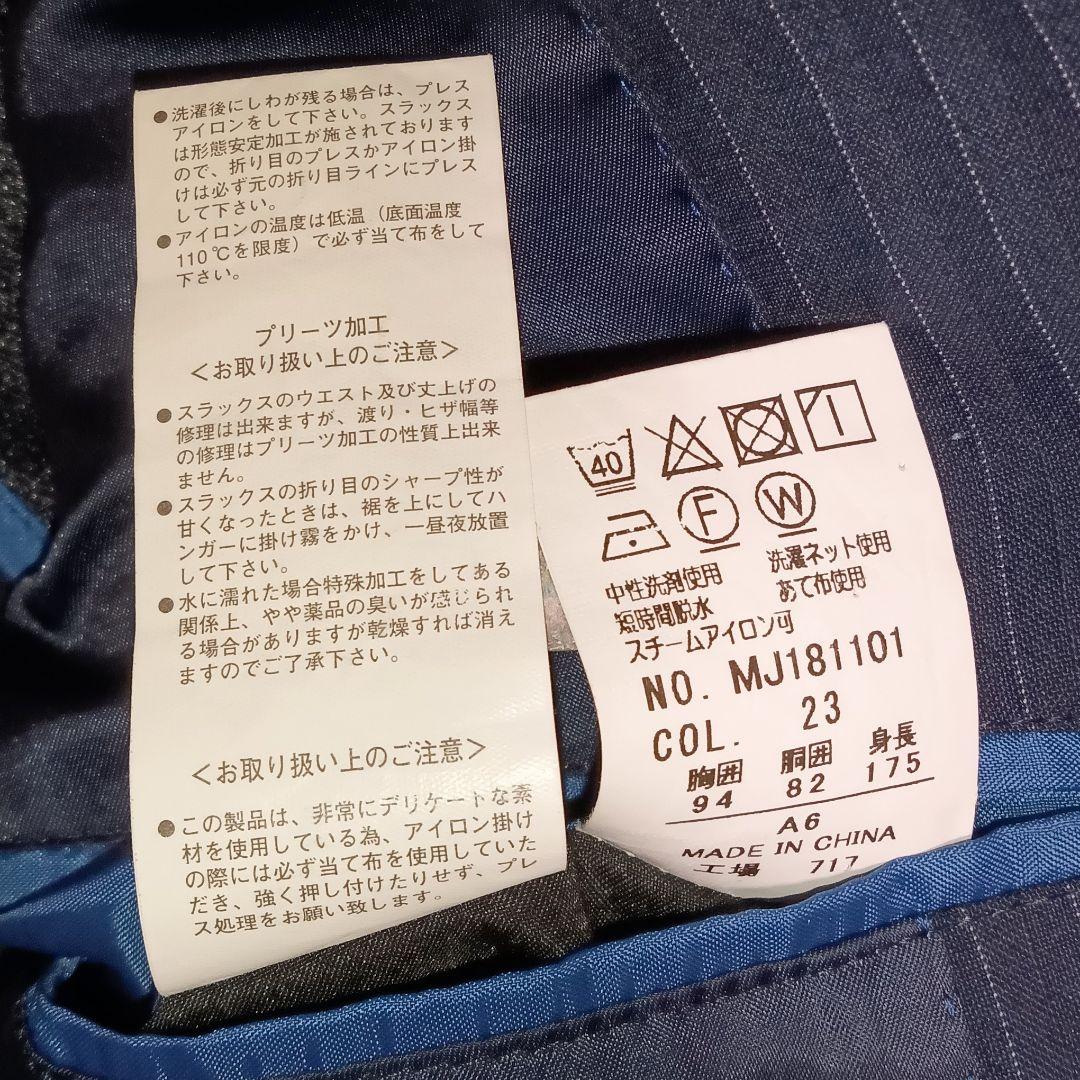 ●洗濯後にしわが残る場合は、プレス
アイロンをして下さい。スラックス
は形態安定加工が施されております
ので、折り目のプレスかアイロン掛
けは必ず元の折り目ラインにプレス
して下さい。
●アイロンの温度は低温（底面温度
110℃を限度）で必ず当て布をして
下さい。
プリーツ加工
＜お取り扱い上のご注意＞
●スラックスのウエスト及び丈上げの
修理は出来ますが、渡り・ヒザ幅等
の修理はプリーツ加工の性質上出来
ません。
●スラックスの折り目のシャープ性が
甘くなったときは、裾を上にしてハ
ンガーに掛け霧をかけ、一昼夜放置
して下さい。
●水に濡れた場合特殊加工をしてある
関係上、やや薬品の臭いが感じられ
る場合がありますが乾燥すれば消え
ますのでご了承下さい。
＜お取り扱い上のご注意＞
●この製品は、非常にデリケートな素
材を使用している為、アイロン掛け
の際には必ず当て布を使用していた
だき、強く押し付けたりせず、プレ
ス処理をお願い致します。
40
F W
中性洗剤使用 洗濯ネット使用
短時間脱水 あて布使用
スチームアイロン可
NO. MJ181101
COL. 23
胸囲 胴囲 身長
94 82 175
A6
MADE IN CHINA
工場 717